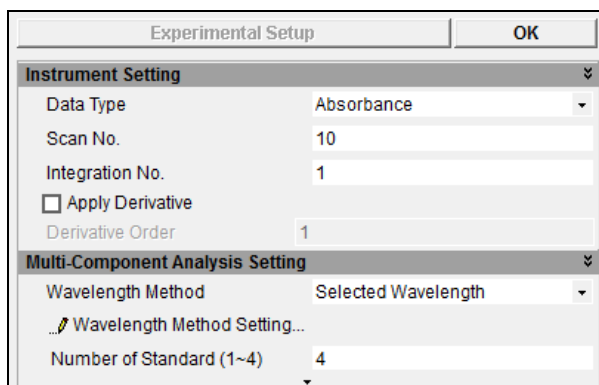 Experimental Setup OK
Instrument Setting
Data Type Absorbance
Scan No. 10
Integration No. 1
Apply Derivative
Derivative Order 1
Multi-Component Analysis Setting
Wavelength Method Selected Wavelength
Wavelength Method Setting...
Number of Standard (1~4) 4